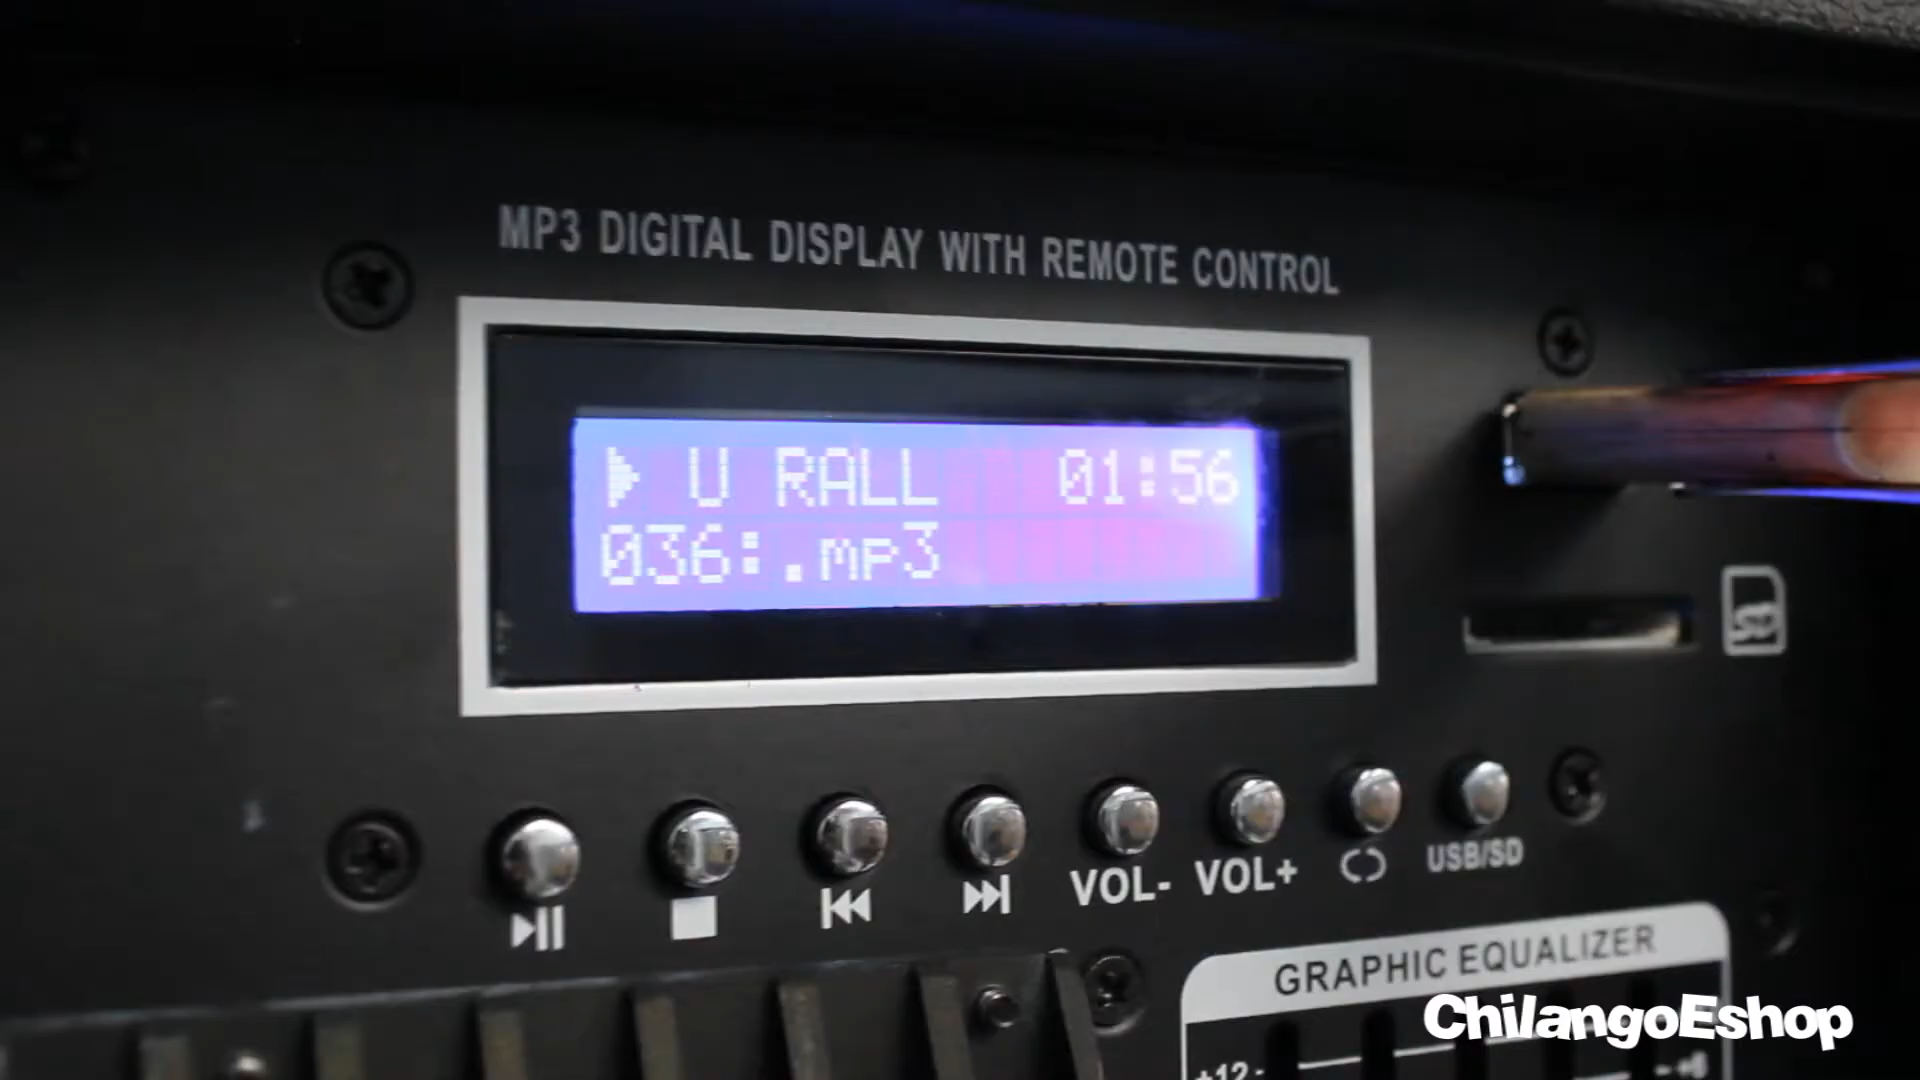 MP3 DIGITAL DISPLAY WITH REMOTE CONTROL
U RALL 01:56
036:.mp3
VOL- VOL+ USB/SD
GRAPHIC EQUALIZER
ChilangoEshop
+12-